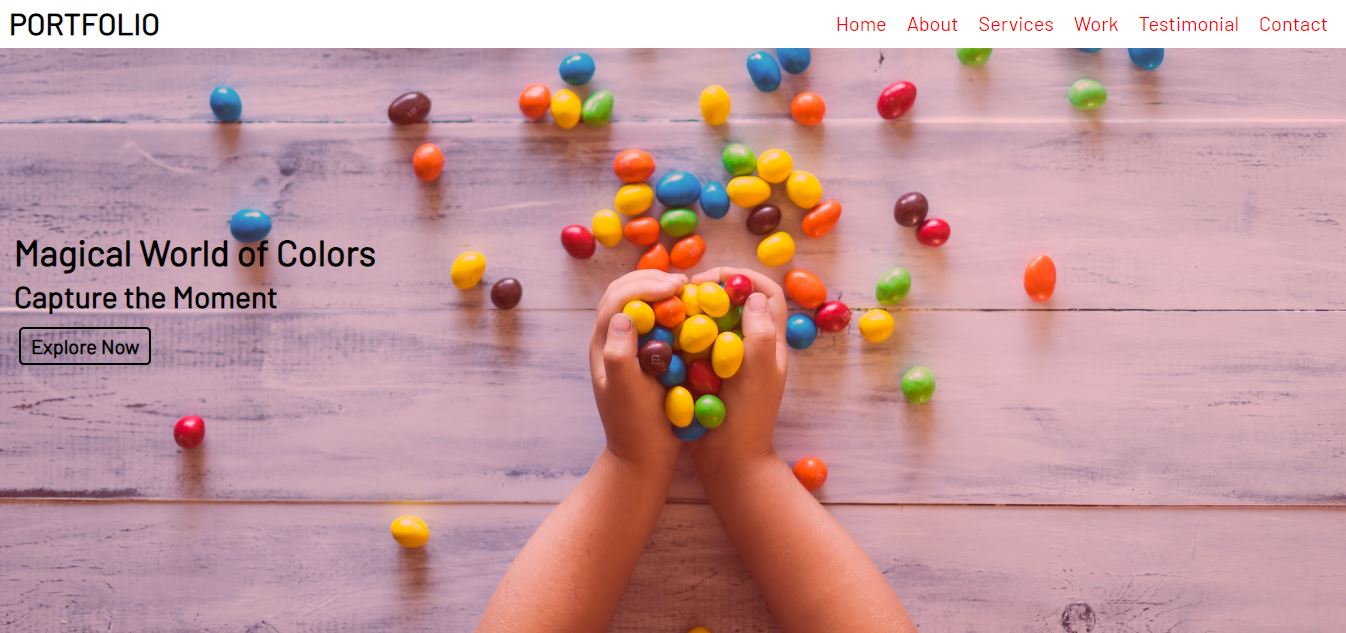 PORTFOLIO
Home About Services Work Testimonial Contact
Magical World of Colors
Capture the Moment
Explore Now